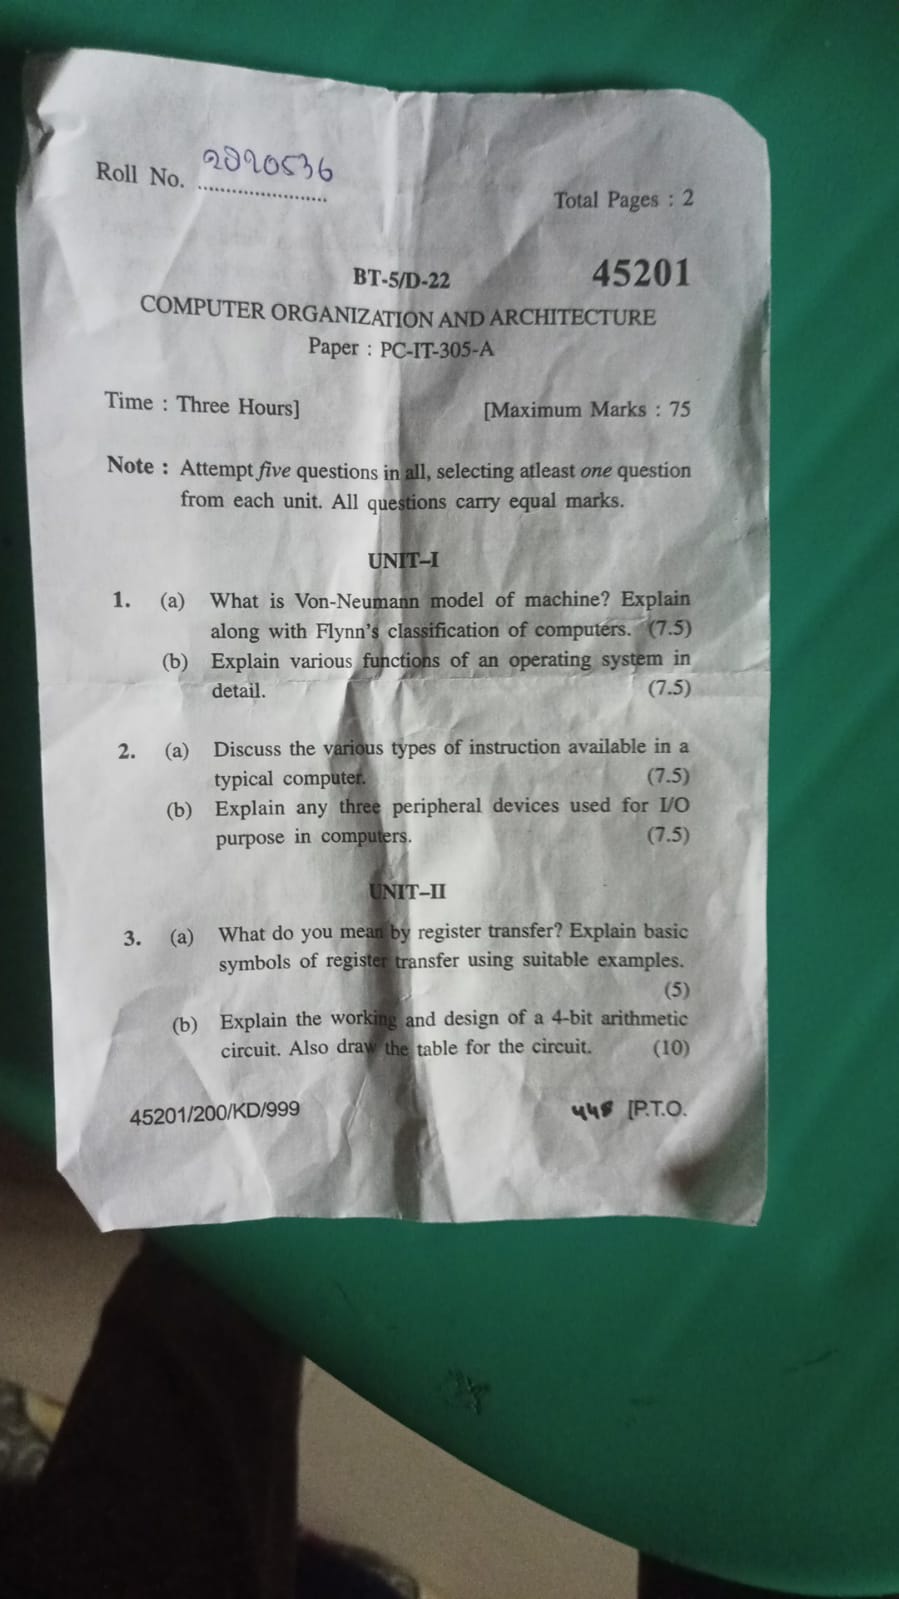 Roll No. 2820536
Total Pages : 2
BT-5/D-22
45201
COMPUTER ORGANIZATION AND ARCHITECTURE
Paper : PC-IT-305-A
Time : Three Hours]
[Maximum Marks : 75
Note : Attempt five questions in all, selecting atleast one question
from each unit. All questions carry equal marks.
UNIT–I
1. (a) What is Von-Neumann model of machine? Explain
along with Flynn's classification of computers. (7.5)
(b) Explain various functions of an operating system in
detail. (7.5)
2. (a) Discuss the various types of instruction available in a
typical computer. (7.5)
(b) Explain any three peripheral devices used for I/O
purpose in computers. (7.5)
UNIT–II
3. (a) What do you mean by register transfer? Explain basic
symbols of register transfer using suitable examples.
(5)
(b) Explain the working and design of a 4-bit arithmetic
circuit. Also draw the table for the circuit. (10)
45201/200/KD/999
448 [P.T.O.